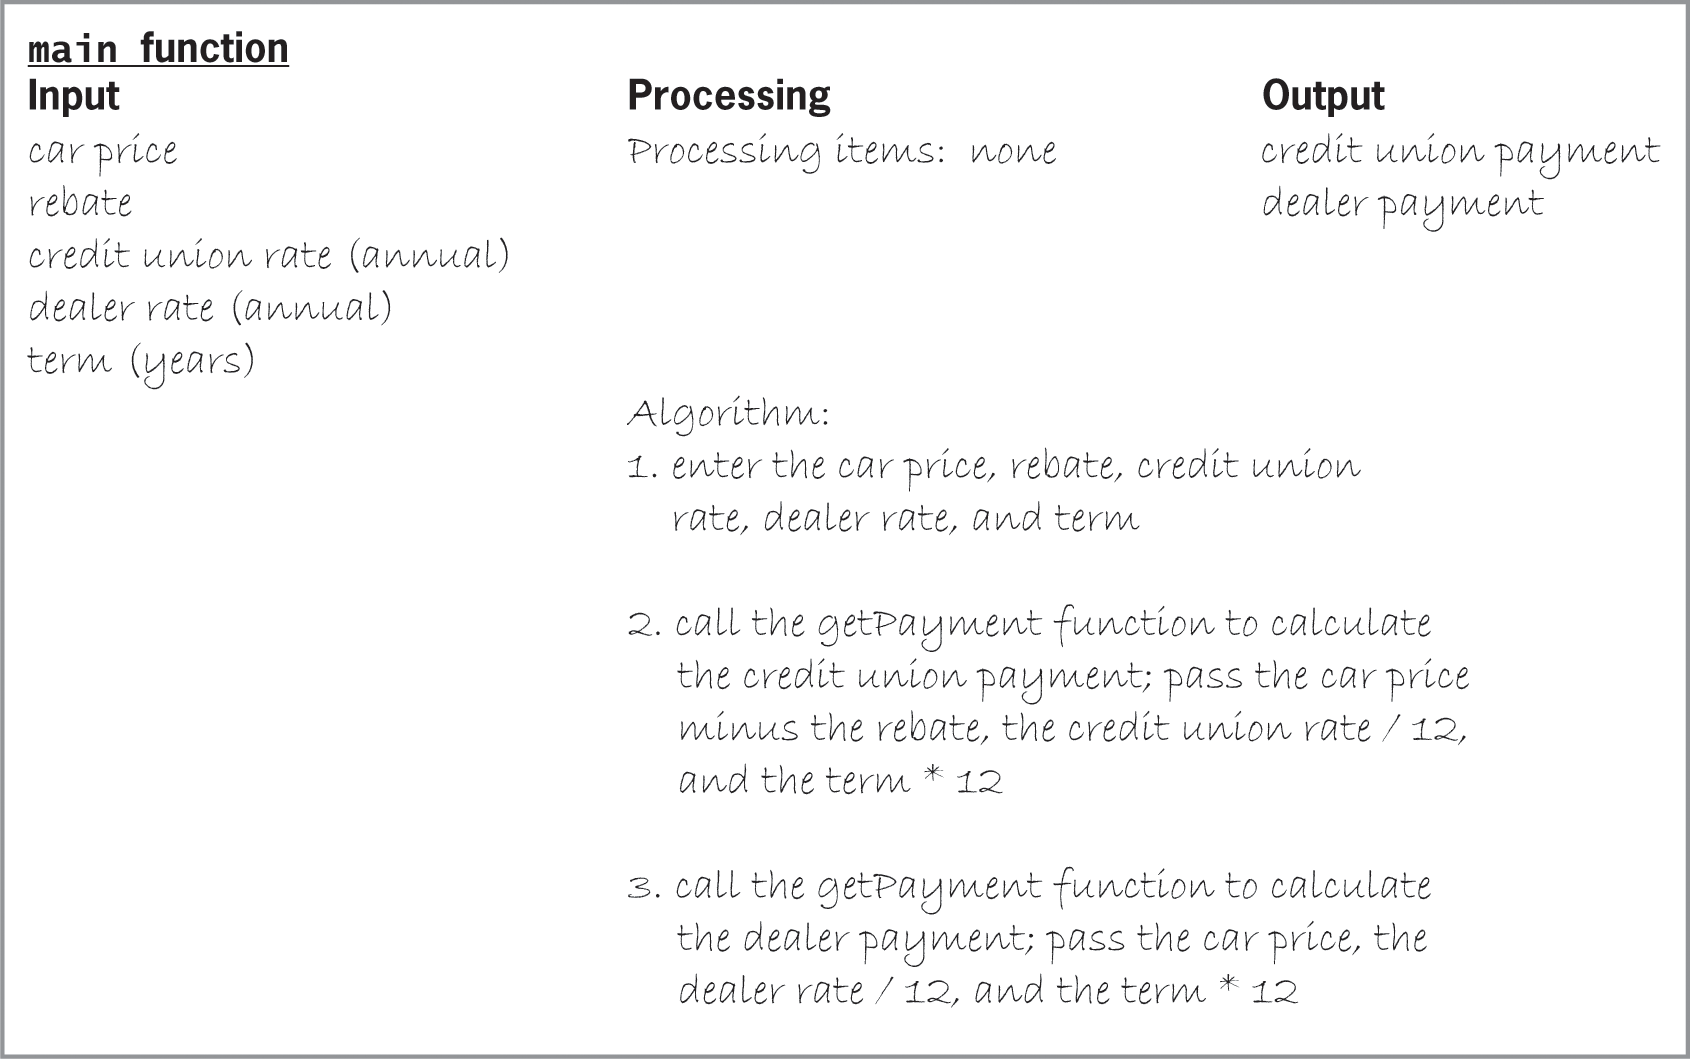 main function
Input Processing Output
car price Processing items: none credit union payment
rebate dealer payment
credit union rate (annual)
dealer rate (annual)
term (years)
Algorithm:
1. enter the car price, rebate, credit union
rate, dealer rate, and term
2. call the getPayment function to calculate
the credit union payment; pass the car price
minus the rebate, the credit union rate / 12,
and the term * 12
3. call the getPayment function to calculate
the dealer payment; pass the car price, the
dealer rate / 12, and the term * 12